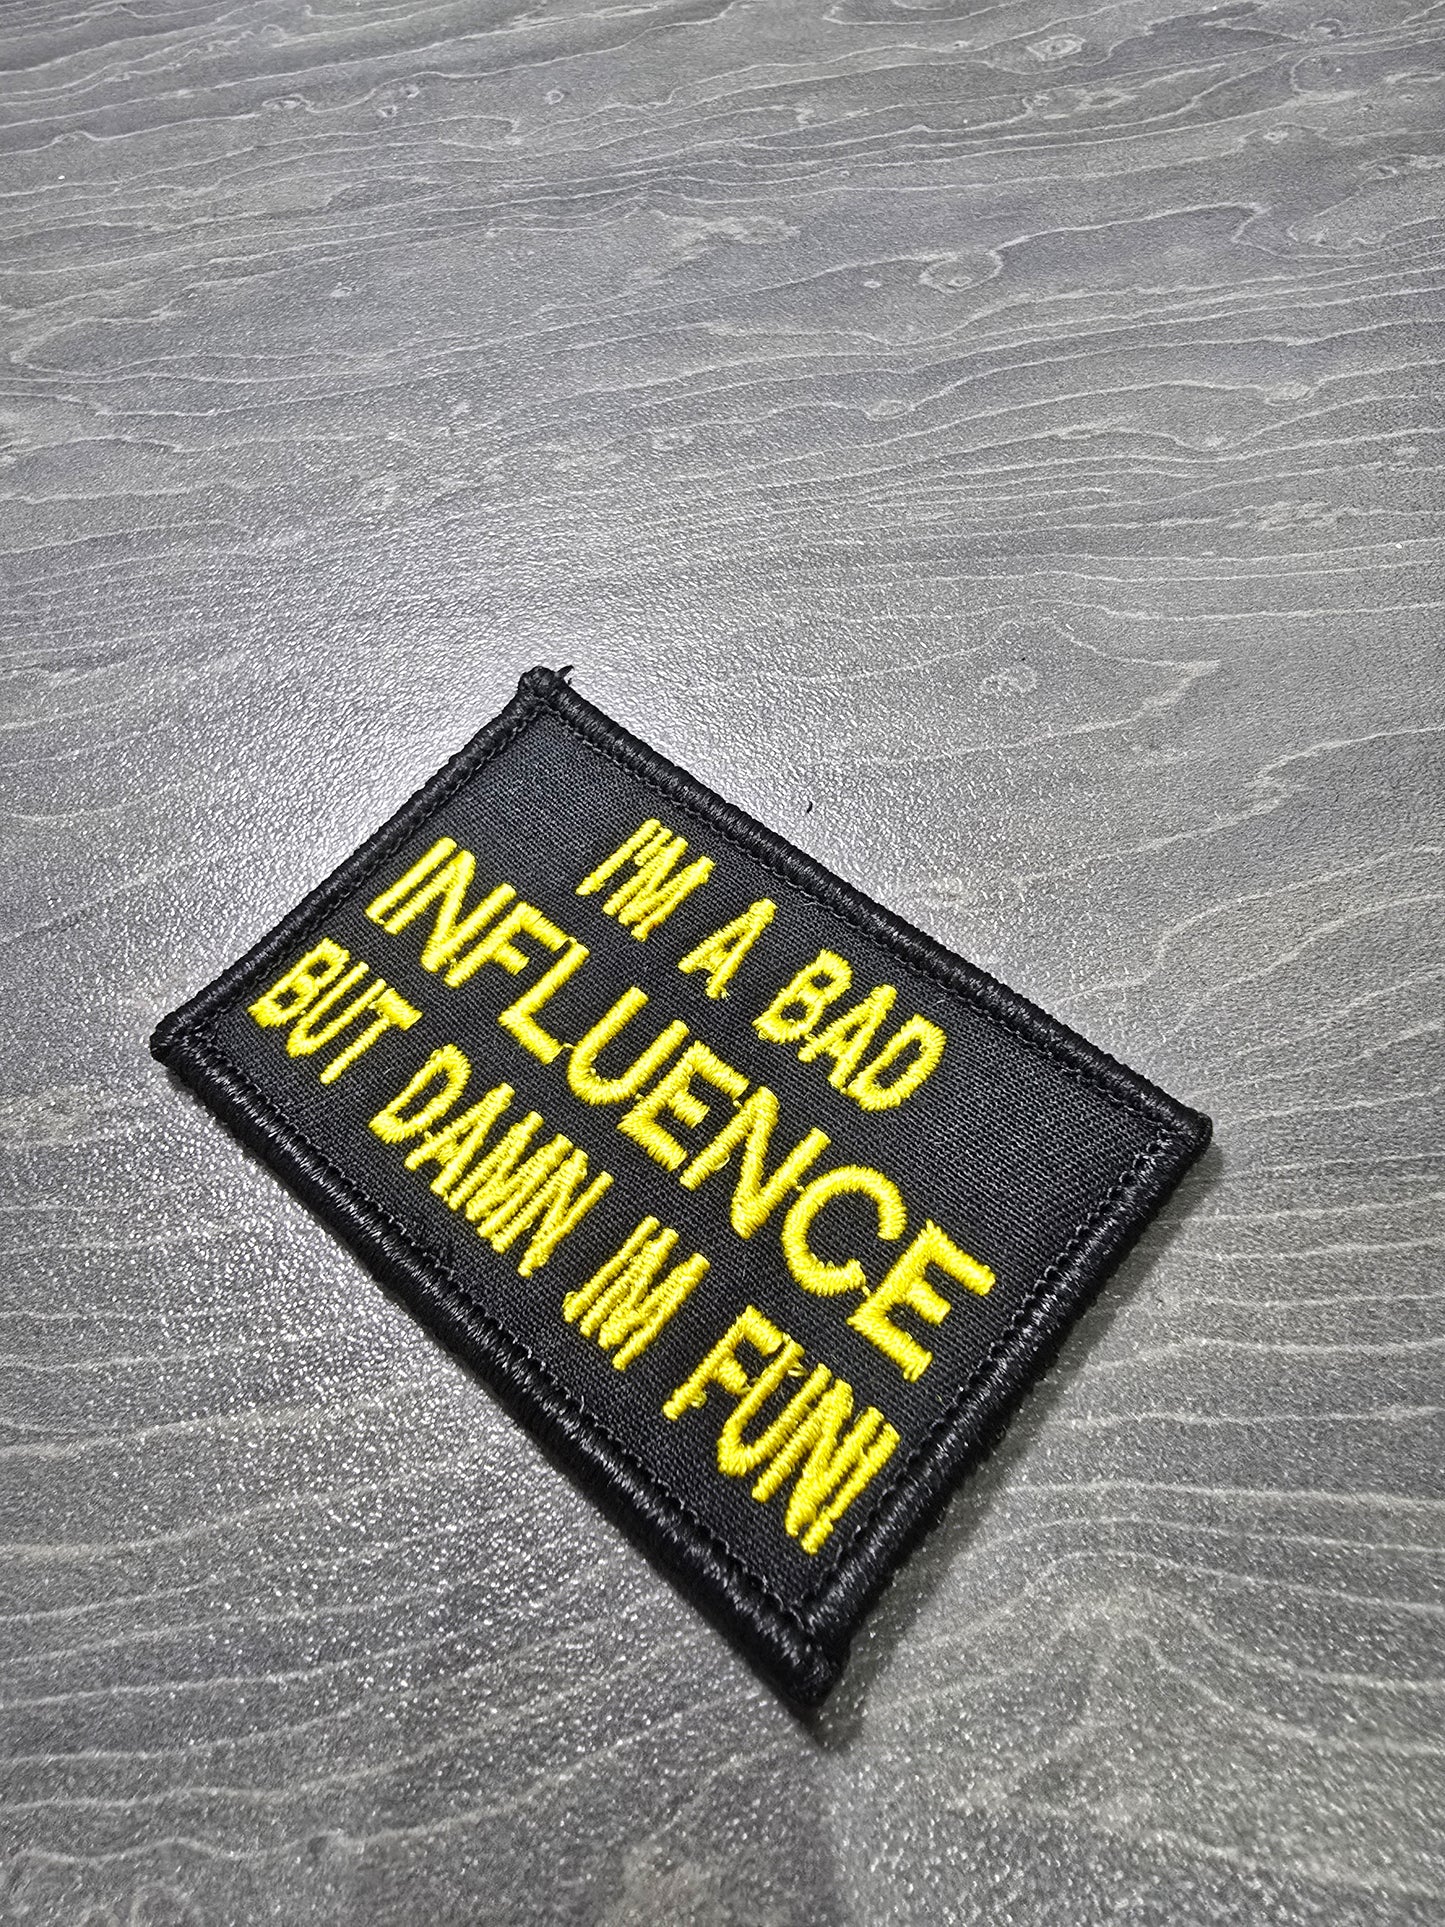 I'M A BAD
INFLUENCE
BUT DAMN IM FUN!